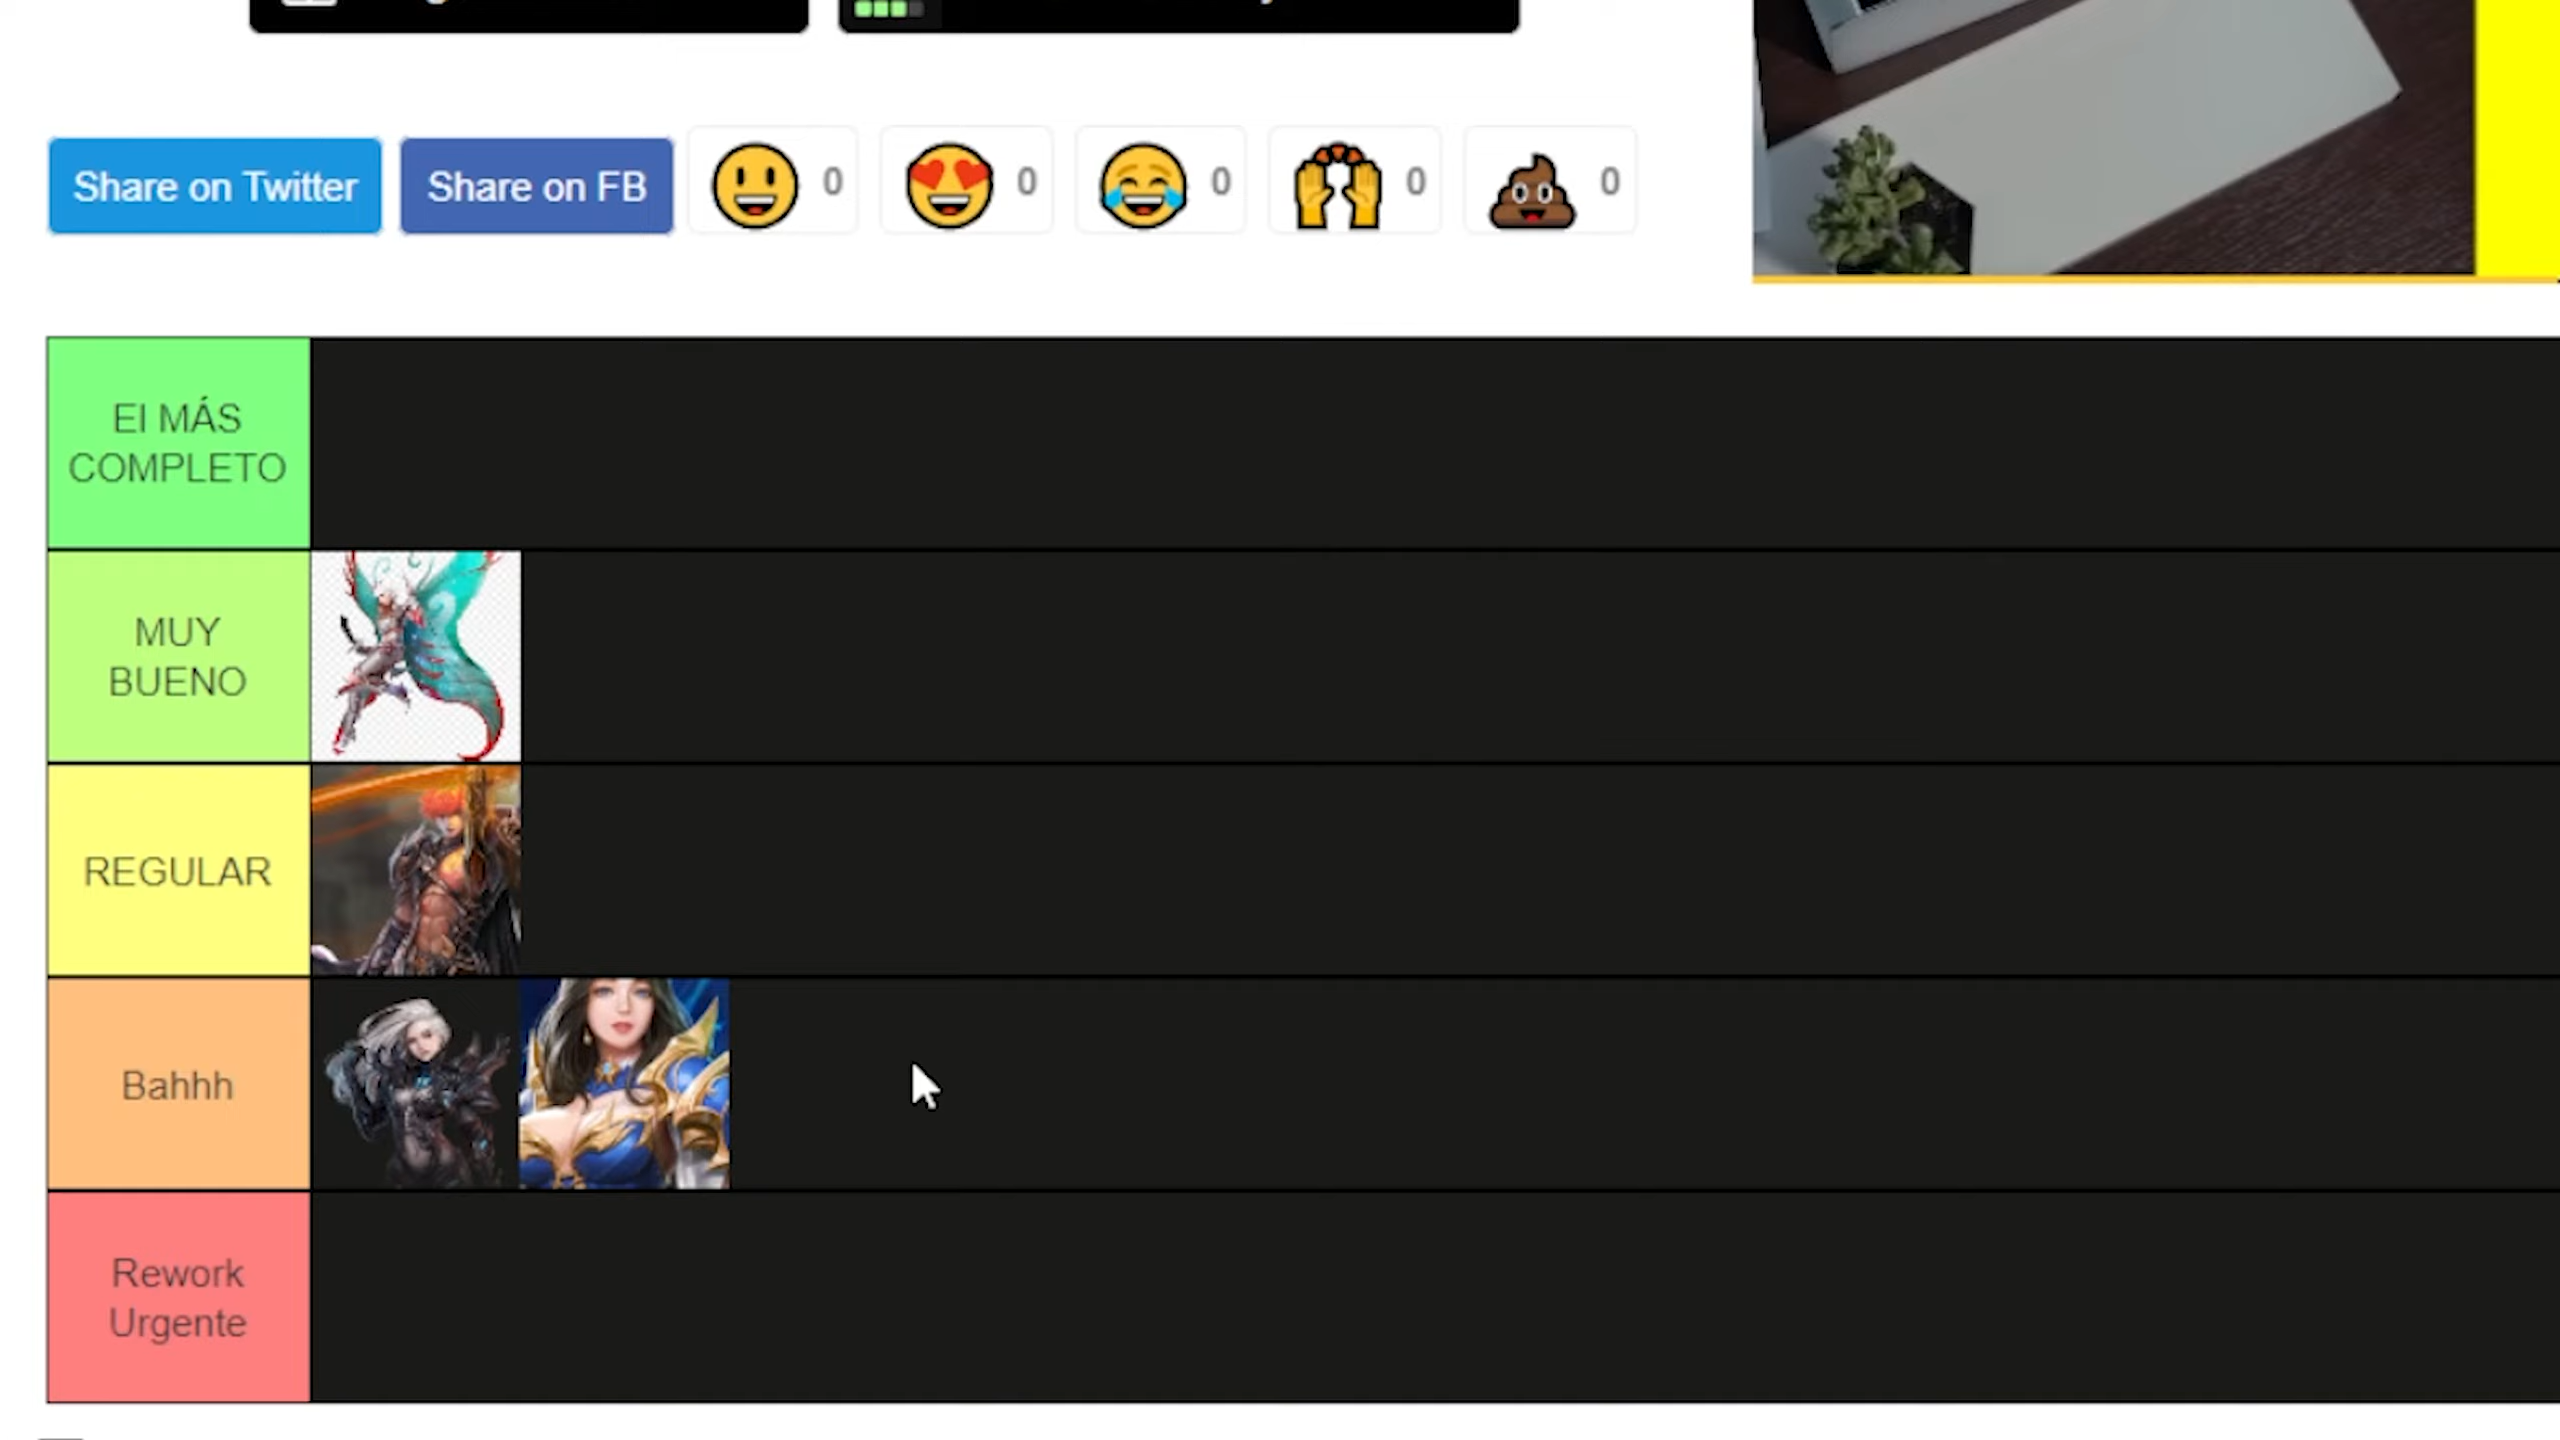 Share on Twitter
Share on FB
0
0
0
0
0
El MÁS
COMPLETO
MUY
BUENO
REGULAR
Bahhh
Rework
Urgente